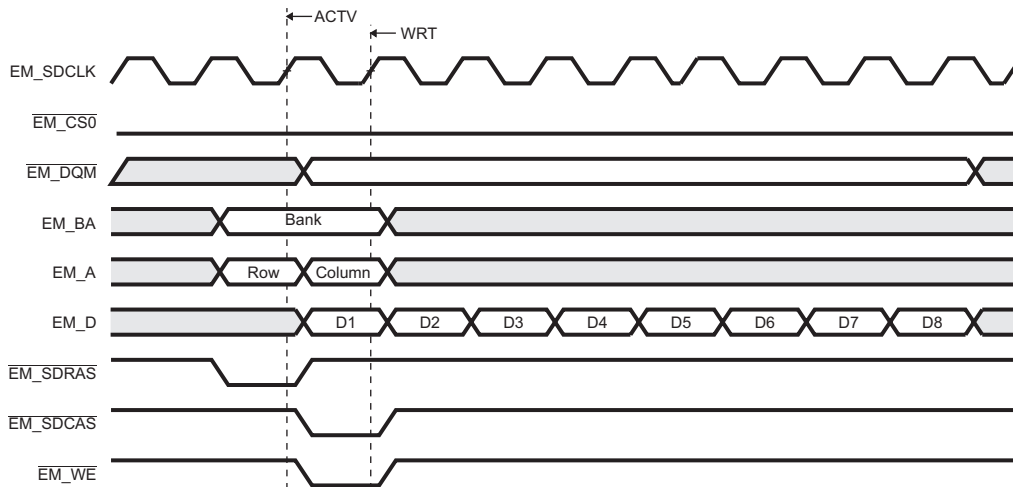 ACTV
WRT
EM_SDCLK
EM_CS0
EM_DQM
EM_BA
Bank
EM_A
Row
Column
EM_D
D1
D2
D3
D4
D5
D6
D7
D8
EM_SDRAS
EM_SDCAS
EM_WE